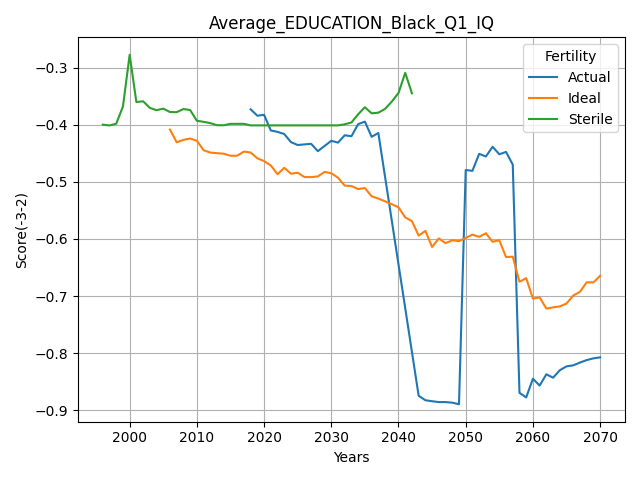 Average_EDUCATION_Black_Q1_IQ
Fertility
Actual
Ideal
Sterile
Score(-3-2)
−0.3
−0.4
−0.5
−0.6
−0.7
−0.8
−0.9
2000
2010
2020
2030
2040
2050
2060
2070
Years